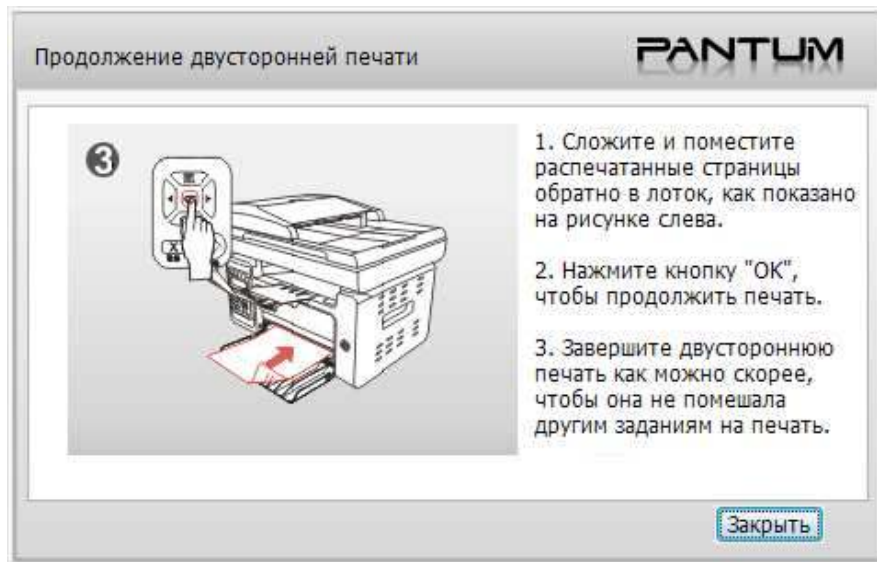 Продолжение двусторонней печати
PANTUM
3
1. Сложите и поместите
распечатанные страницы
обратно в лоток, как показано
на рисунке слева.
2. Нажмите кнопку "ОК",
чтобы продолжить печать.
3. Завершите двустороннюю
печать как можно скорее,
чтобы она не помешала
другим заданиям на печать.
Закрыть